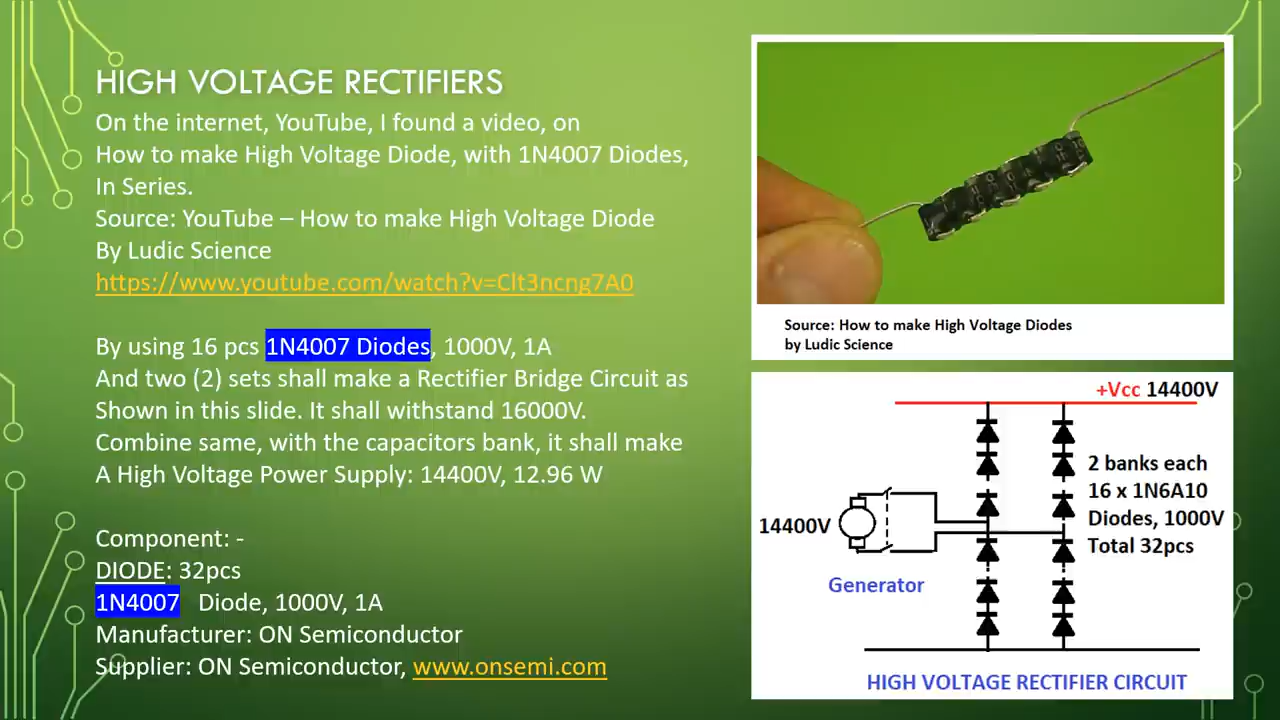 HIGH VOLTAGE RECTIFIERS
On the internet, YouTube, I found a video, on
How to make High Voltage Diode, with 1N4007 Diodes,
In Series.
Source: YouTube – How to make High Voltage Diode
By Ludic Science
https://www.youtube.com/watch?v=Clt3ncng7A0
By using 16 pcs 1N4007 Diodes, 1000V, 1A
And two (2) sets shall make a Rectifier Bridge Circuit as
Shown in this slide. It shall withstand 16000V.
Combine same, with the capacitors bank, it shall make
A High Voltage Power Supply: 14400V, 12.96 W
Component: -
DIODE: 32pcs
1N4007 Diode, 1000V, 1A
Manufacturer: ON Semiconductor
Supplier: ON Semiconductor, www.onsemi.com
Source: How to make High Voltage Diodes
by Ludic Science
+Vcc 14400V
2 banks each
16 x 1N6A10
Diodes, 1000V
Total 32pcs
14400V
Generator
HIGH VOLTAGE RECTIFIER CIRCUIT